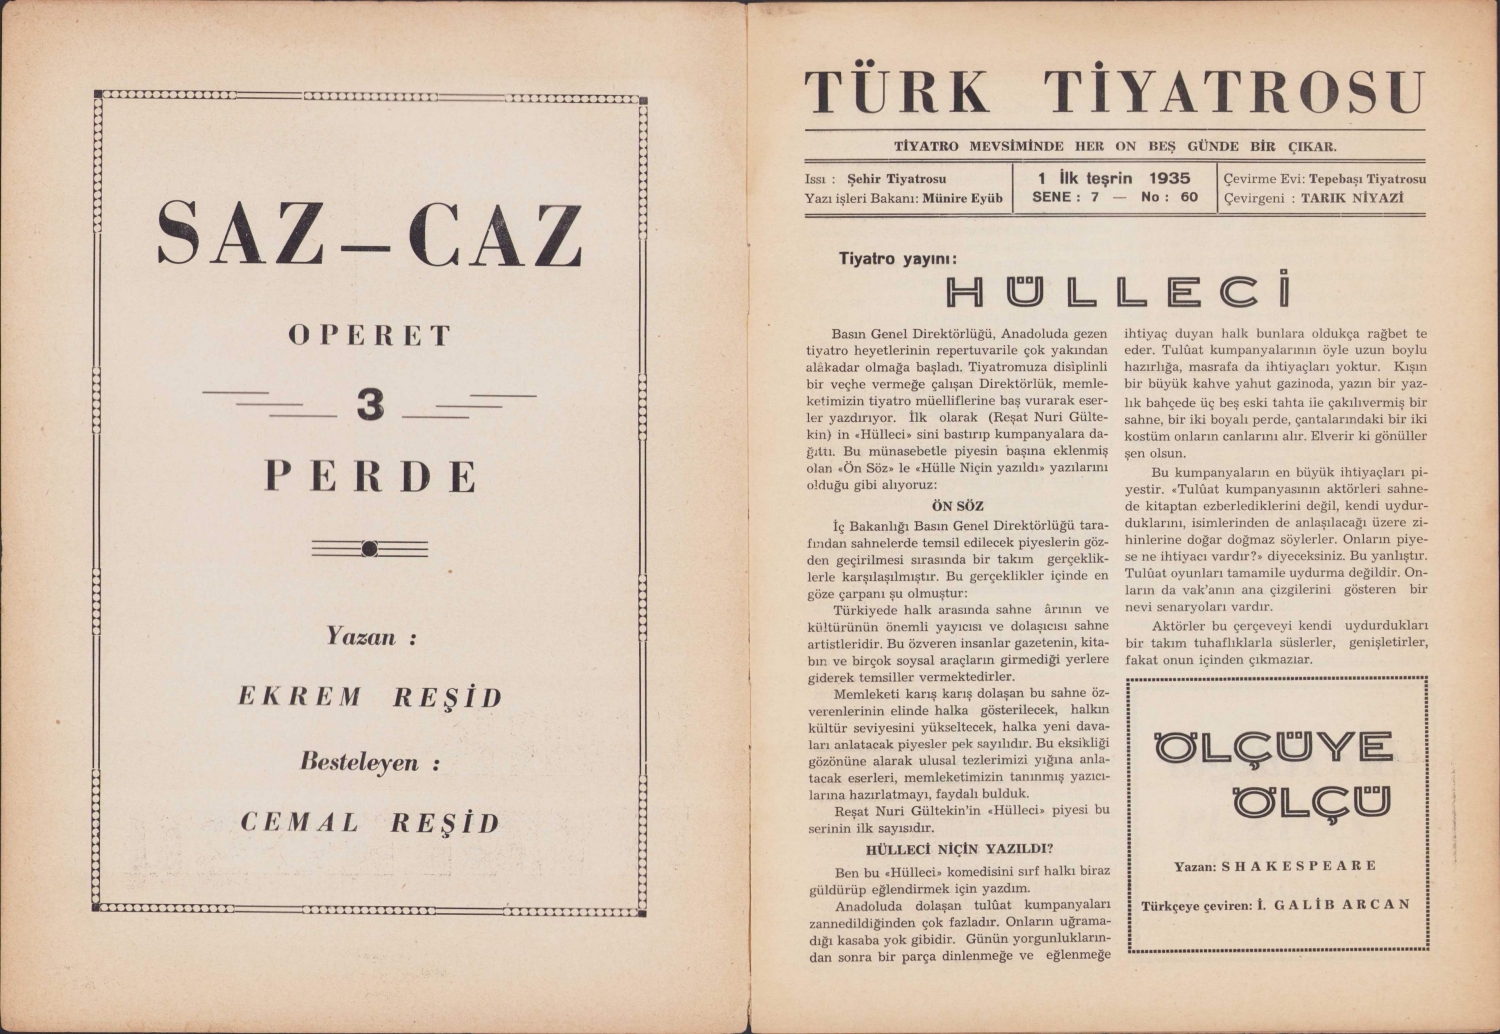 SAZ – CAZ
OPERET
3
PERDE
Yazan :
EKREM REŞİD
Besteleyen :
CEMAL REŞİD
TÜRK TİYATROSU
TİYATRO MEVSİMİNDE HER ON BEŞ GÜNDE BİR ÇIKAR.
Issı : Şehir Tiyatrosu
Yazı işleri Bakanı: Münire Eyüb
1 İlk teşrin 1935
SENE : 7 — No : 60
Çevirme Evi: Tepebaşı Tiyatrosu
Çevirgeni : TARIK NİYAZİ
Tiyatro yayını:
HÜLLECİ
Basın Genel Direktörlüğü, Anadoluda gezen
tiyatro heyetlerinin repertuvarile çok yakından
alâkadar olmağa başladı. Tiyatromuza disiplinli
bir veçhe vermeğe çalışan Direktörlük, memle-
ketimizin tiyatro müelliflerine baş vurarak eser-
ler yazdırıyor. İlk olarak (Reşat Nuri Gülte-
kin) in «Hülleci» sini bastırıp kumpanyalara da-
ğıttı. Bu münasebetle piyesin başına eklenmiş
olan «Ön Söz» le «Hülle Niçin yazıldı» yazılarını
olduğu gibi alıyoruz:
ÖN SÖZ
İç Bakanlığı Basın Genel Direktörlüğü tara-
fından sahnelerde temsil edilecek piyeslerin göz-
den geçirilmesi sırasında bir takım gerçeklik-
lerle karşılaşılmıştır. Bu gerçeklikler içinde en
göze çarpanı şu olmuştur:
Türkiyede halk arasında sahne ârının ve
kültürünün önemli yayıcısı ve dolaşıcısı sahne
artistleridir. Bu özveren insanlar gazetenin, kita-
bın ve birçok soysal araçların girmediği yerlere
giderek temsiller vermektedirler.
Memleketi karış karış dolaşan bu sahne öz-
verenlerinin elinde halka gösterilecek, halkın
kültür seviyesini yükseltecek, halka yeni dava-
ları anlatacak piyesler pek sayılıdır. Bu eksikliği
gözönüne alarak ulusal tezlerimizi yığına anla-
tacak eserleri, memleketimizin tanınmış yazıcı-
larına hazırlatmayı, faydalı bulduk.
Reşat Nuri Gültekin'in «Hülleci» piyesi bu
serinin ilk sayısıdır.
HÜLLECİ NİÇİN YAZILDI?
Ben bu «Hülleci» komedisini sırf halkı biraz
güldürüp eğlendirmek için yazdım.
Anadoluda dolaşan tulûat kumpanyaları
zannedildiğinden çok fazladır. Onların uğrama-
dığı kasaba yok gibidir. Günün yorgunlukların-
dan sonra bir parça dinlenmeğe ve eğlenmeğe
ihtiyaç duyan halk bunlara oldukça rağbet te
eder. Tulûat kumpanyalarının öyle uzun boylu
hazırlığa, masrafa da ihtiyaçları yoktur. Kışın
bir büyük kahve yahut gazinoda, yazın bir yaz-
lık bahçede üç beş eski tahta ile çakılıvermiş bir
sahne, bir iki boyalı perde, çantalarındaki bir iki
kostüm onların canlarını alır. Elverir ki gönüller
şen olsun.
Bu kumpanyaların en büyük ihtiyaçları pi-
yestir. «Tulûat kumpanyasının aktörleri sahne-
de kitaptan ezberlediklerini değil, kendi uydur-
duklarını, isimlerinden de anlaşılacağı üzere zi-
hinlerine doğar doğmaz söylerler. Onların piye-
se ne ihtiyacı vardır?» diyeceksiniz. Bu yanlıştır.
Tulûat oyunları tamamile uydurma değildir. On-
ların da vak'anın ana çizgilerini gösteren bir
nevi senaryoları vardır.
Aktörler bu çerçeveyi kendi uydurdukları
bir takım tuhaflıklarla süslerler, genişletirler,
fakat onun içinden çıkmazlar.
ÖLÇÜYE
ÖLÇÜ
Yazan: SHAKESPEARE
Türkçeye çeviren: İ. GALİB ARCAN